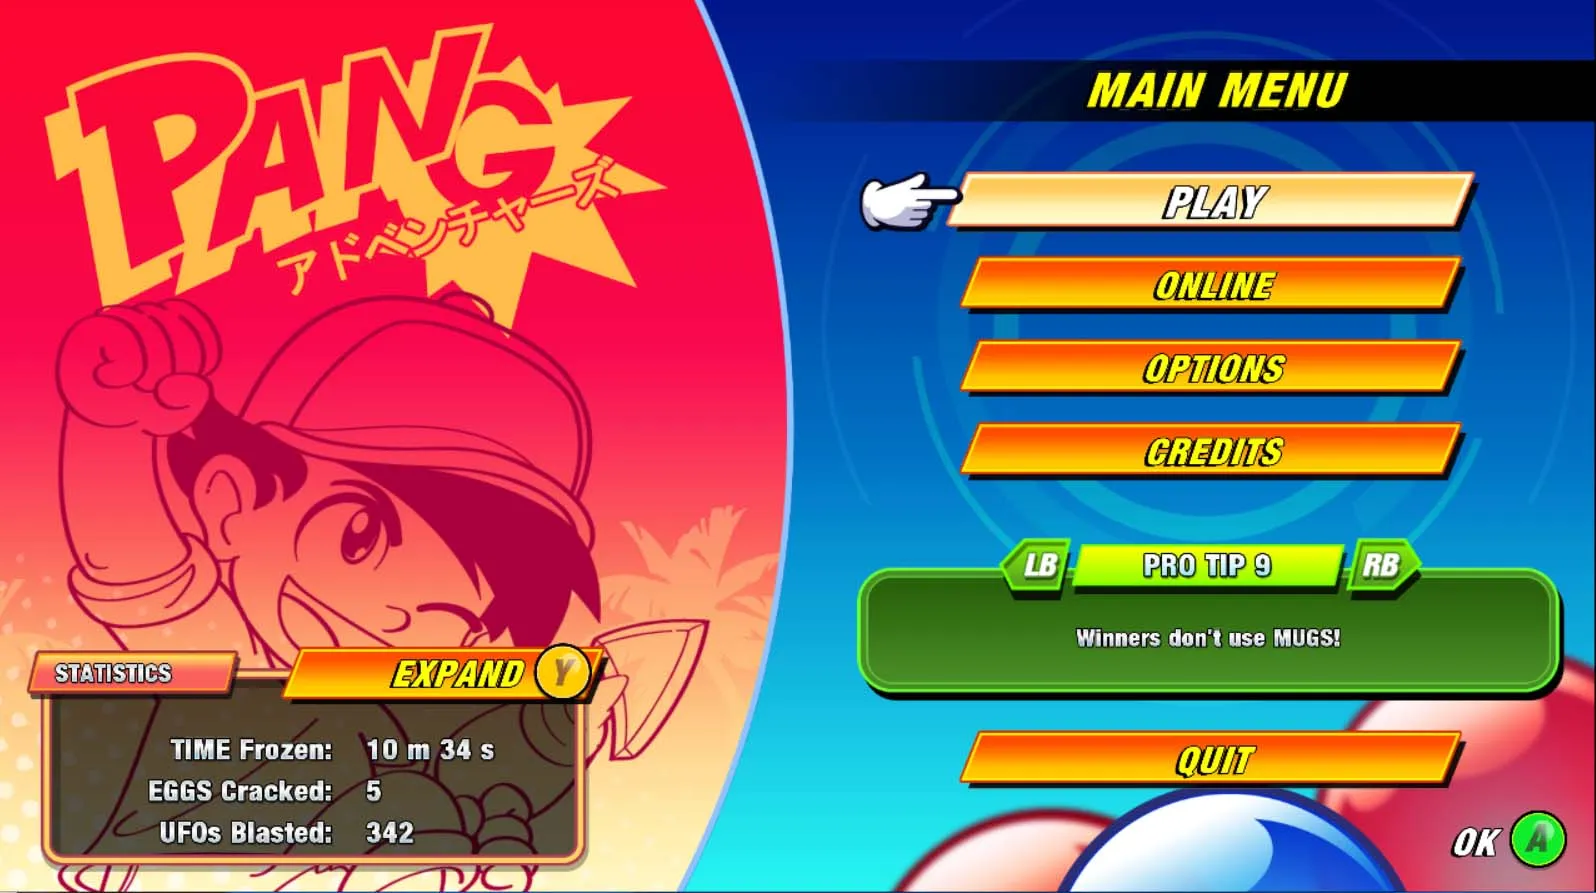 PANG
アドベンチャーズ
MAIN MENU
PLAY
ONLINE
OPTIONS
CREDITS
LB PRO TIP 9 RB
Winners don't use MUGS!
STATISTICS
EXPAND Y
TIME Frozen: 10 m 34 s
EGGS Cracked: 5
UFOs Blasted: 342
QUIT
OK A